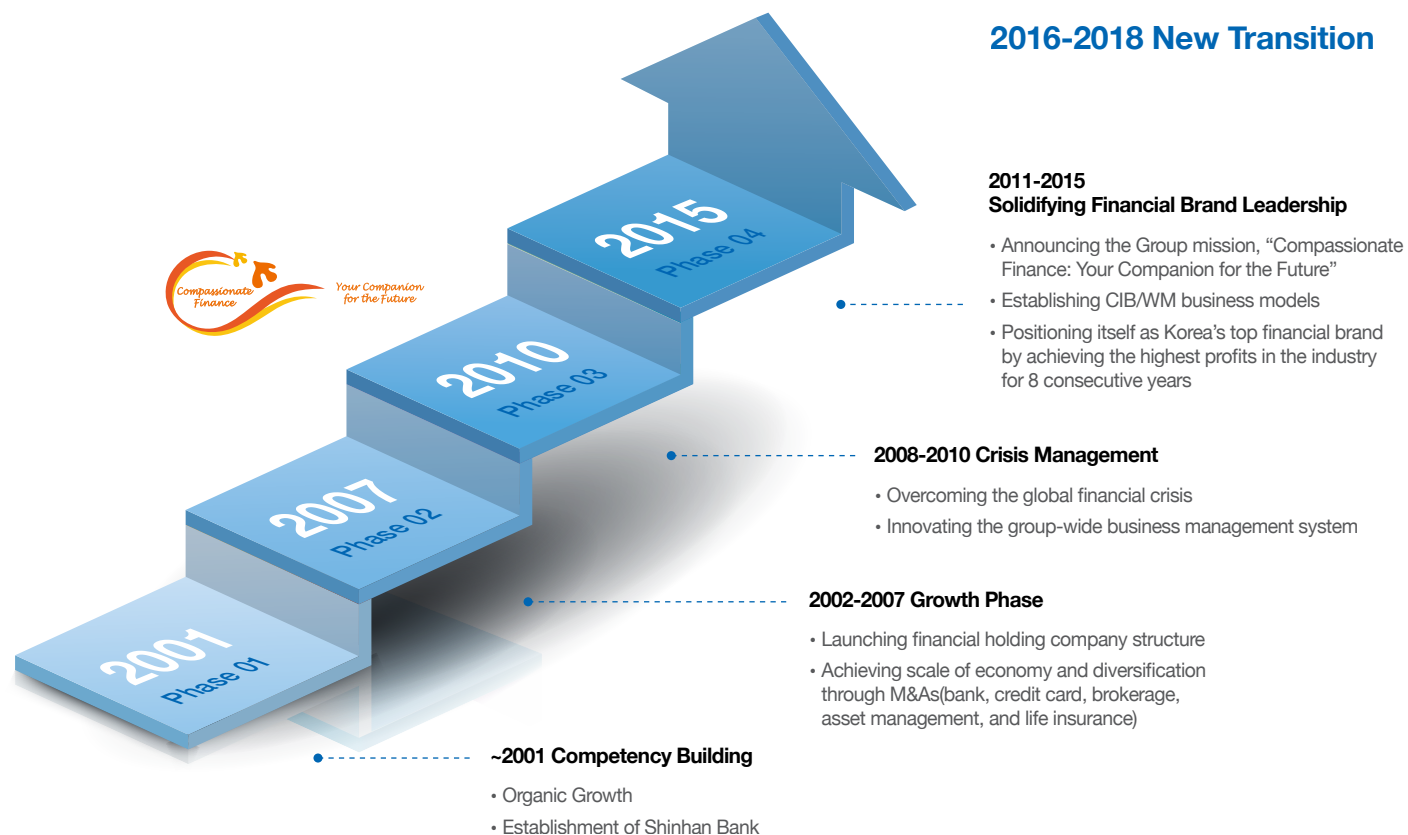 2016-2018 New Transition
2011-2015
Solidifying Financial Brand Leadership
• Announcing the Group mission, “Compassionate
Finance: Your Companion for the Future”
• Establishing CIB/WM business models
• Positioning itself as Korea’s top financial brand
by achieving the highest profits in the industry
for 8 consecutive years
2015
Phase 04
Compassionate
Finance
Your Companion
for the Future
2010
Phase 03
2008-2010 Crisis Management
• Overcoming the global financial crisis
• Innovating the group-wide business management system
2007
Phase 02
2002-2007 Growth Phase
• Launching financial holding company structure
• Achieving scale of economy and diversification
through M&As(bank, credit card, brokerage,
asset management, and life insurance)
2001
Phase 01
~2001 Competency Building
• Organic Growth
• Establishment of Shinhan Bank